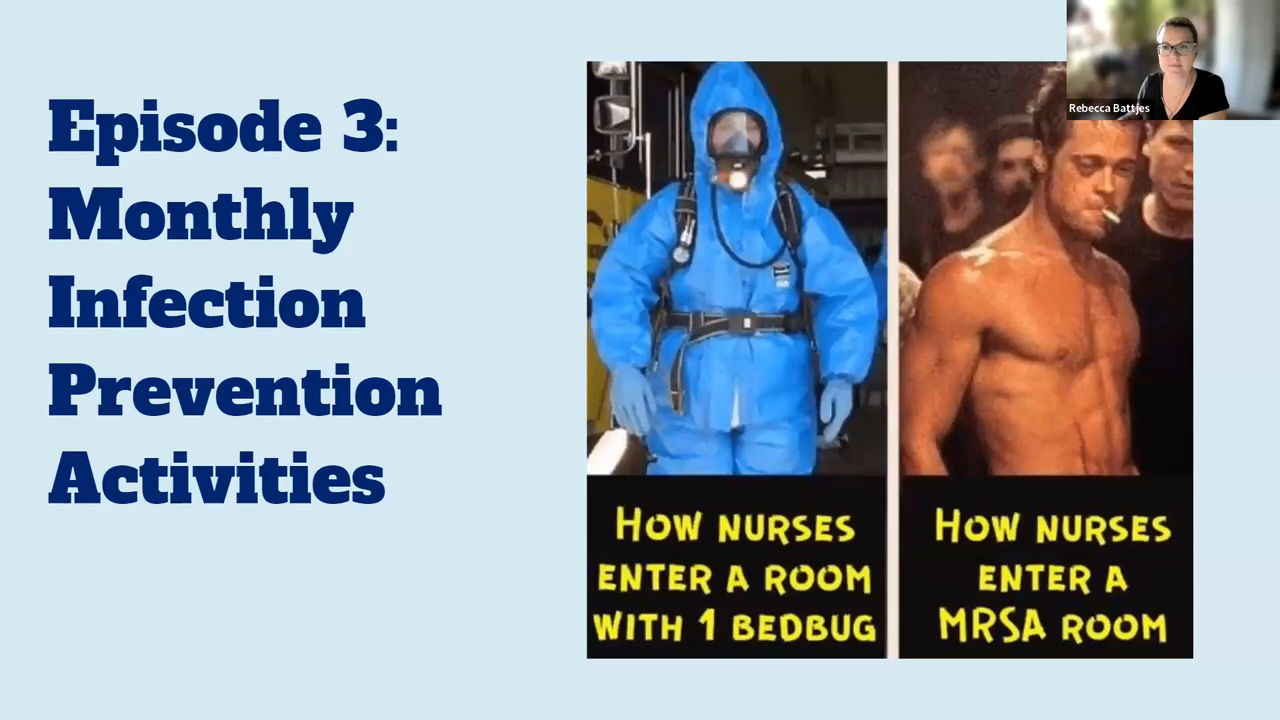 Episode 3:
Monthly
Infection
Prevention
Activities
Rebecca Battjes
HOW NURSES
ENTER A ROOM
WITH 1 BEDBUG
HOW NURSES
ENTER A
MRSA ROOM